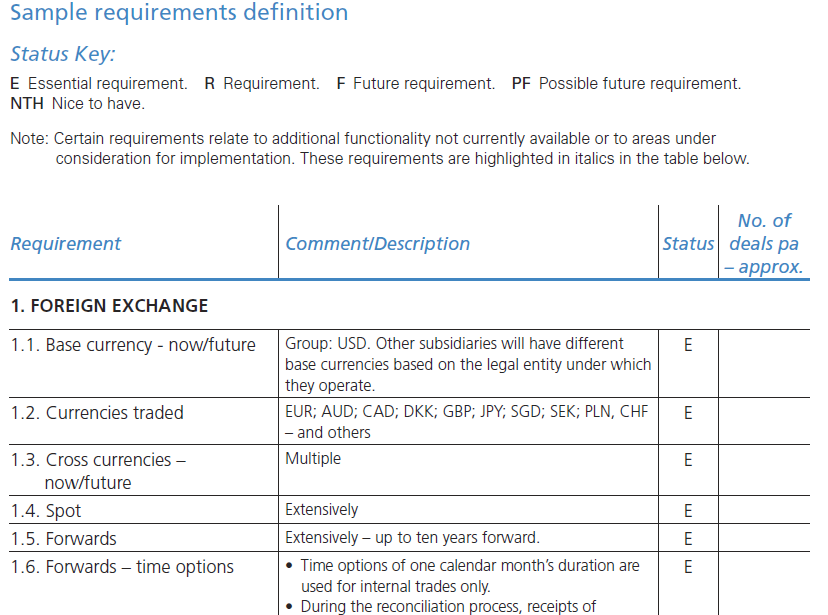 Sample requirements definition
Status Key:
E Essential requirement. R Requirement. F Future requirement. PF Possible future requirement.
NTH Nice to have.
Note: Certain requirements relate to additional functionality not currently available or to areas under
consideration for implementation. These requirements are highlighted in italics in the table below.
Requirement Comment/Description Status No. of
deals pa
– approx.
1. FOREIGN EXCHANGE
1.1. Base currency - now/future Group: USD. Other subsidiaries will have different E
base currencies based on the legal entity under which
they operate.
1.2. Currencies traded EUR; AUD; CAD; DKK; GBP; JPY; SGD; SEK; PLN, CHF E
– and others
1.3. Cross currencies – Multiple E
now/future
1.4. Spot Extensively E
1.5. Forwards Extensively – up to ten years forward. E
1.6. Forwards – time options • Time options of one calendar month’s duration are E
used for internal trades only.
• During the reconciliation process, receipts of